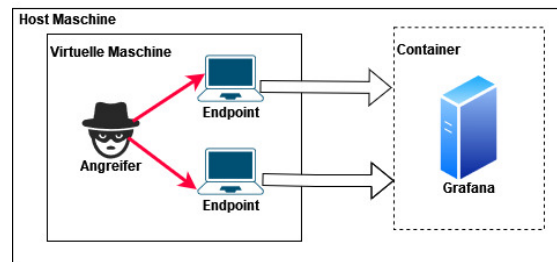 Host Maschine
Virtuelle Maschine
Container
Endpoint
Angreifer
Grafana
Endpoint